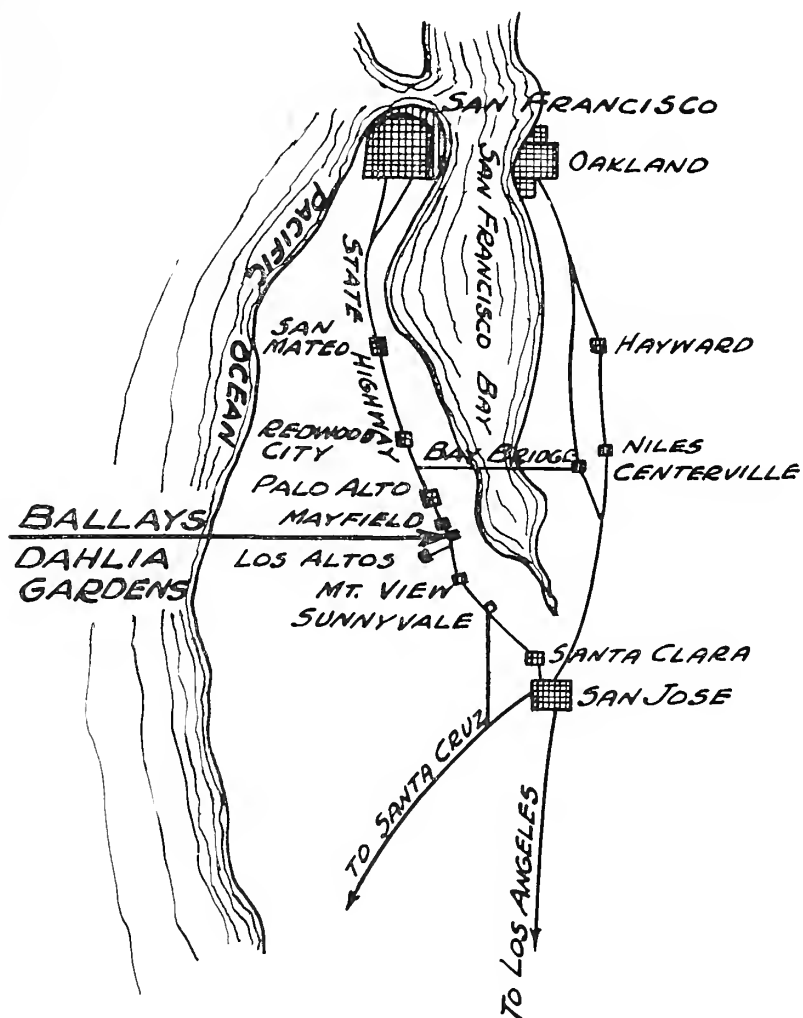 SAN FRANCISCO
OAKLAND
SAN FRANCISCO BAY
PACIFIC OCEAN
STATE HIGHWAY
SAN
MATEO
HAYWARD
REDWOOD
CITY
BAY BRIDGE
NILES
CENTERVILLE
PALO ALTO
MAYFIELD
BALLAYS
DAHLIA
GARDENS
LOS ALTOS
MT. VIEW
SUNNYVALE
SANTA CLARA
SAN JOSE
TO SANTA CRUZ
TO LOS ANGELES